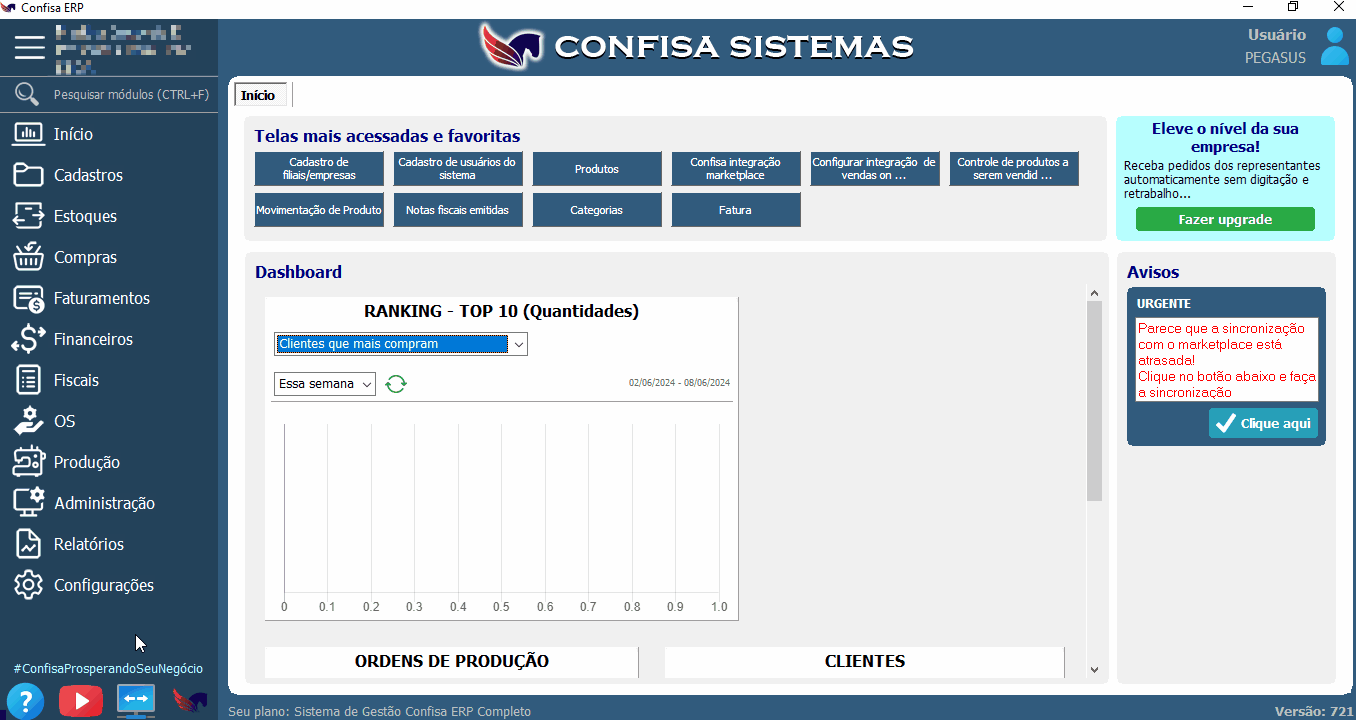 Confisa ERP
CONFISA SISTEMAS
Usuário
PEGASUS
Pesquisar módulos (CTRL+F)
Início
Cadastros
Estoques
Compras
Faturamentos
Financeiros
Fiscais
OS
Produção
Administração
Relatórios
Configurações
#ConfisaProsperandoSeuNegócio
?
Início
Telas mais acessadas e favoritas
Cadastro de
filiais/empresas
Cadastro de usuários do
sistema
Produtos
Confisa integração
marketplace
Configurar integração de
vendas on ...
Controle de produtos a
serem vendid ...
Movimentação de Produto
Notas fiscais emitidas
Categorias
Fatura
Eleve o nível da sua
empresa!
Receba pedidos dos representantes
automaticamente sem digitação e
retrabalho...
Fazer upgrade
Dashboard
RANKING - TOP 10 (Quantidades)
Clientes que mais compram
Essa semana
02/06/2024 - 08/06/2024
0 0.1 0.2 0.3 0.4 0.5 0.6 0.7 0.8 0.9 1.0
ORDENS DE PRODUÇÃO
CLIENTES
Avisos
URGENTE
Parece que a sincronização
com o marketplace está
atrasada!
Clique no botão abaixo e faça
a sincronização
Clique aqui
Seu plano: Sistema de Gestão Confisa ERP Completo
Versão: 721